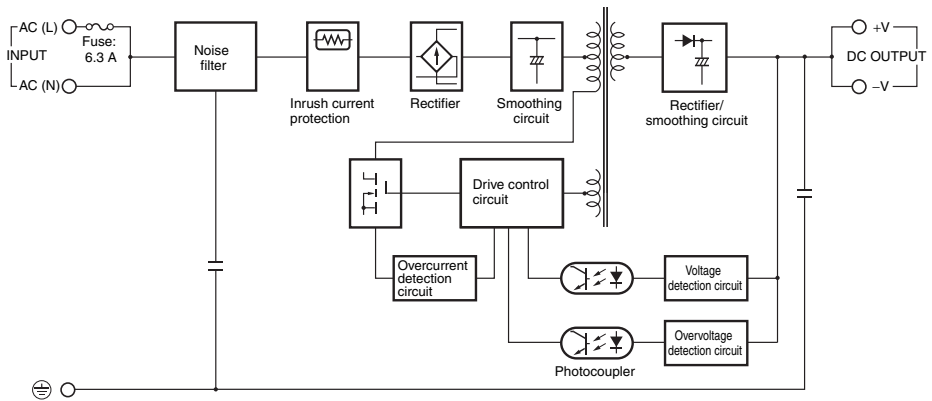 AC (L)
Fuse:
6.3 A
INPUT
AC (N)
Noise
filter
Inrush current
protection
Rectifier
Smoothing
circuit
Rectifier/
smoothing circuit
+V
DC OUTPUT
–V
Drive control
circuit
Overcurrent
detection
circuit
Voltage
detection circuit
Overvoltage
detection circuit
Photocoupler